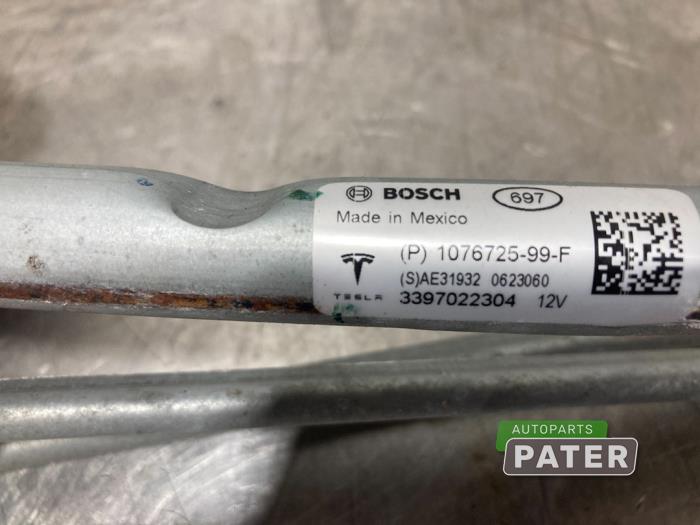 BOSCH 697
Made in Mexico
(P) 1076725-99-F
(S)AE31932 0623060
TESLA 3397022304 12V
AUTOPARTS
PATER